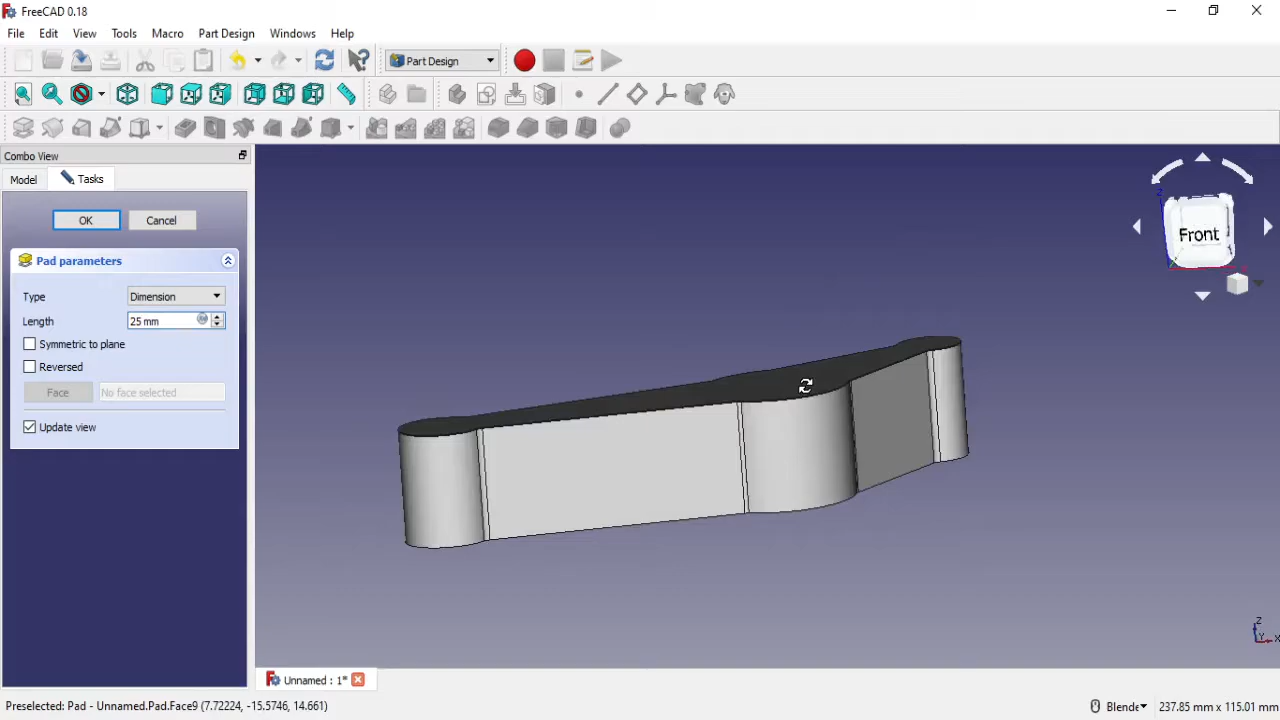 FreeCAD 0.18
File Edit View Tools Macro Part Design Windows Help
Part Design
Combo View
Model Tasks
OK Cancel
Pad parameters
Type Dimension
Length 25 mm
Symmetric to plane
Reversed
Face No face selected
Update view
Front
Z
Z
Y X
Unnamed : 1*
Preselected: Pad - Unnamed.Pad.Face9 (7.72224, -15.5746, 14.661)
Blende 237.85 mm x 115.01 mm